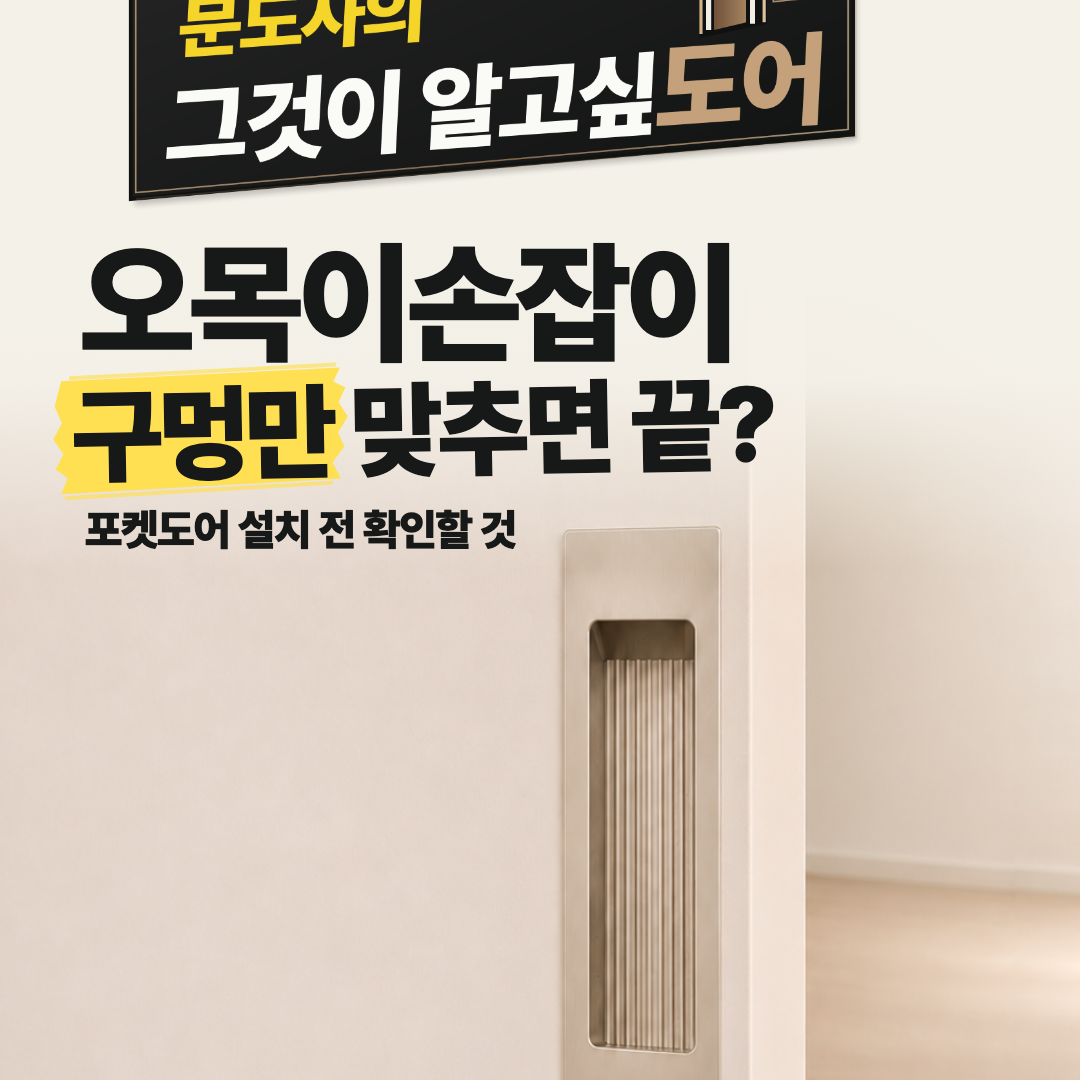 문도사의
그것이 알고싶도어
오목이손잡이
구멍만 맞추면 끝?
포켓도어 설치 전 확인할 것